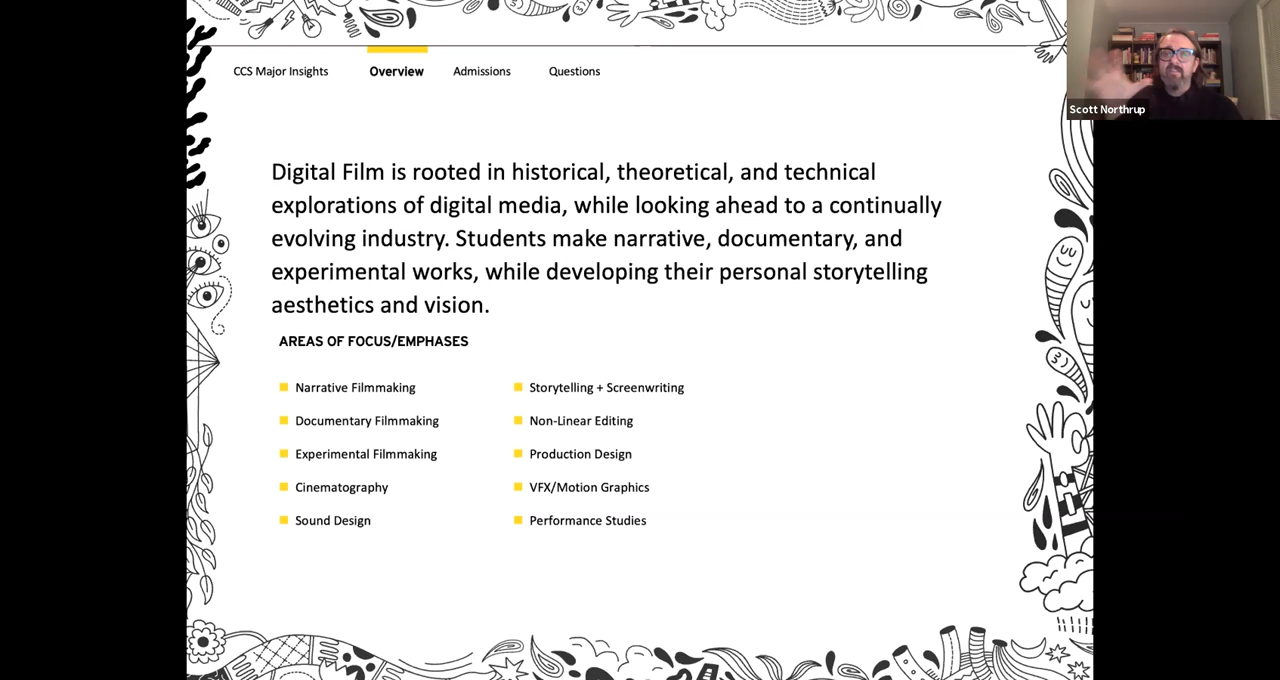 CCS Major Insights
Overview
Admissions
Questions
Scott Northrup
Digital Film is rooted in historical, theoretical, and technical
explorations of digital media, while looking ahead to a continually
evolving industry. Students make narrative, documentary, and
experimental works, while developing their personal storytelling
aesthetics and vision.
AREAS OF FOCUS/EMPHASES
Narrative Filmmaking
Documentary Filmmaking
Experimental Filmmaking
Cinematography
Sound Design
Storytelling + Screenwriting
Non-Linear Editing
Production Design
VFX/Motion Graphics
Performance Studies